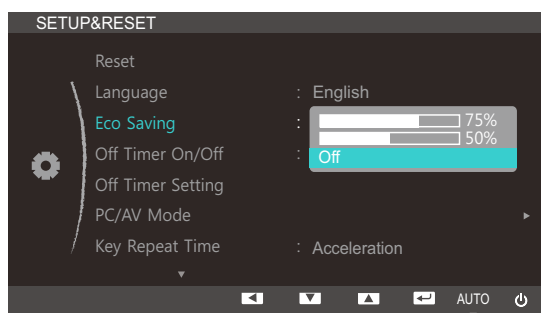 SETUP&RESET
Reset
Language : English
Eco Saving : 75%
50%
Off Timer On/Off : Off
Off Timer Setting
PC/AV Mode
Key Repeat Time : Acceleration
AUTO